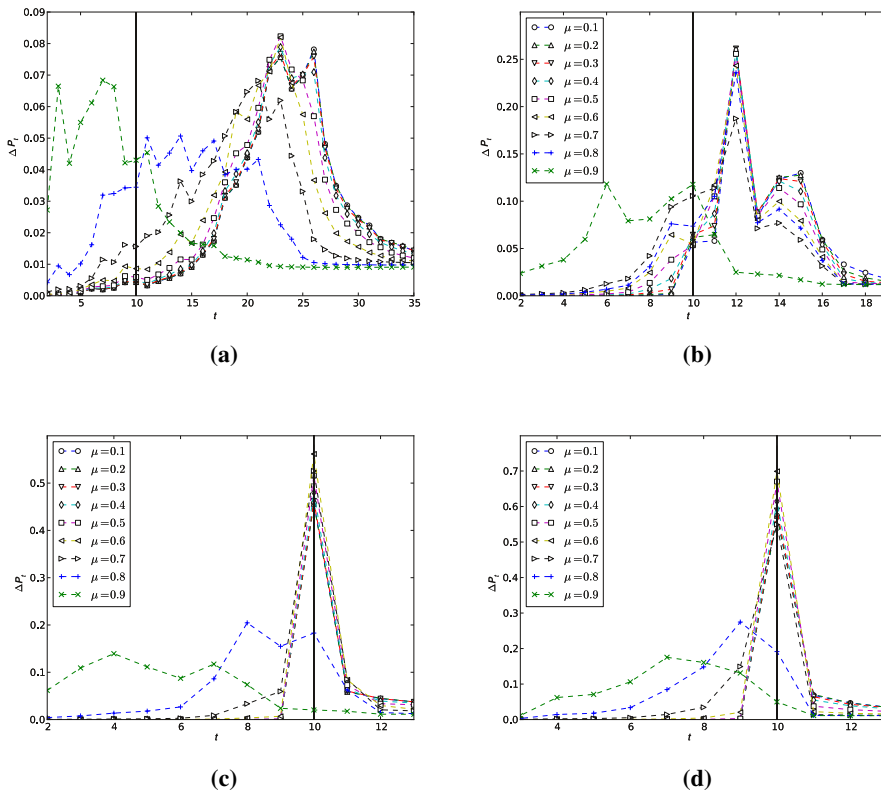 0.09
0.08
0.07
0.06
0.05
0.04
0.03
0.02
0.01
0.00
Δ P_t
5 10 15 20 25 30 35
t
(a)
0.25
0.20
0.15
0.10
0.05
0.00
Δ P_t
2 4 6 8 10 12 14 16 18
t
μ=0.1
μ=0.2
μ=0.3
μ=0.4
μ=0.5
μ=0.6
μ=0.7
μ=0.8
μ=0.9
(b)
0.5
0.4
0.3
0.2
0.1
0.0
ΔP_t
2 4 6 8 10 12
t
μ=0.1
μ=0.2
μ=0.3
μ=0.4
μ=0.5
μ=0.6
μ=0.7
μ=0.8
μ=0.9
(c)
0.7
0.6
0.5
0.4
0.3
0.2
0.1
0.0
ΔP_t
3 4 6 8 10 12
t
μ=0.1
μ=0.2
μ=0.3
μ=0.4
μ=0.5
μ=0.6
μ=0.7
μ=0.8
μ=0.9
(d)